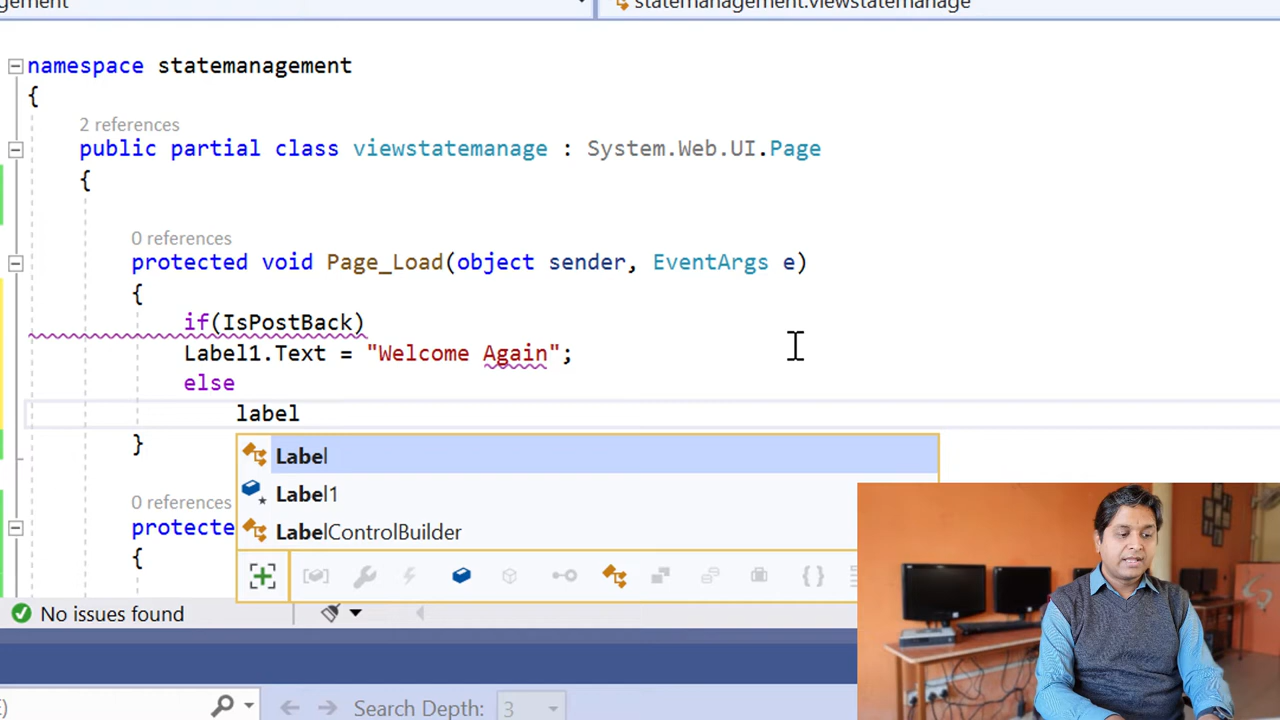 gement
statemanagement.viewstatemanage
namespace statemanagement
{
2 references
public partial class viewstatemanage : System.Web.UI.Page
{
0 references
protected void Page_Load(object sender, EventArgs e)
{
if(IsPostBack)
Label1.Text = "Welcome Again";
else
label
}
Label
Label1
LabelControlBuilder
0 references
protecte
{
No issues found
Search Depth:
3